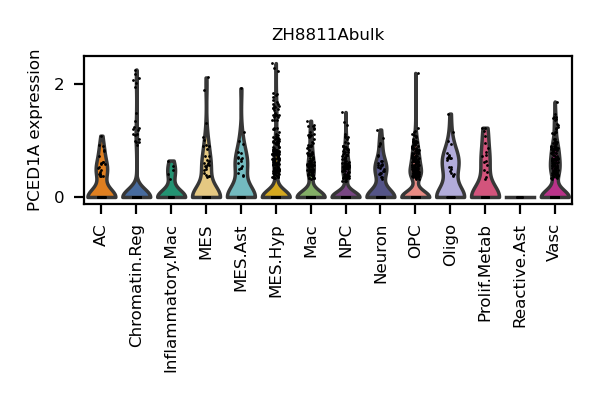 ZH8811Abulk
PCED1A expression
2
0
AC
Chromatin.Reg
Inflammatory.Mac
MES
MES.Ast
MES.Hyp
Mac
NPC
Neuron
OPC
Oligo
Prolif.Metab
Reactive.Ast
Vasc